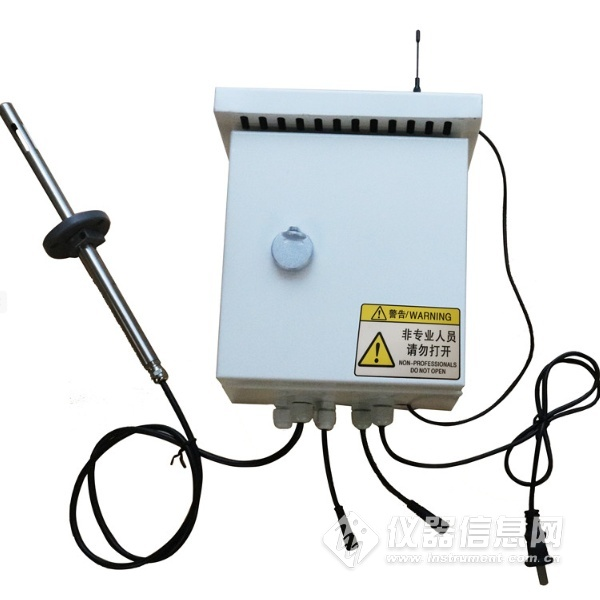 警告/WARNING
非专业人员
请勿打开
NON-PROFESSIONALS
DO NOT OPEN
仪器信息网
www.instrument.com.cn